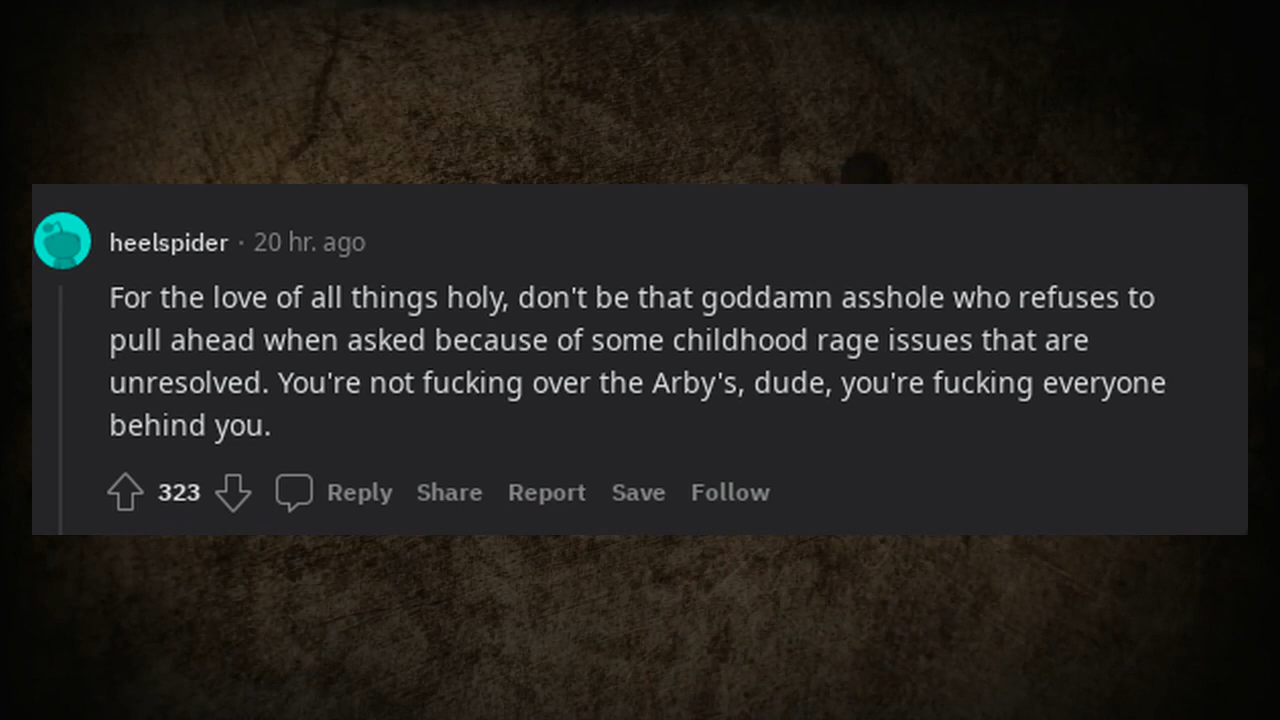 heelspider · 20 hr. ago
For the love of all things holy, don't be that goddamn asshole who refuses to
pull ahead when asked because of some childhood rage issues that are
unresolved. You're not fucking over the Arby's, dude, you're fucking everyone
behind you.
323 Reply Share Report Save Follow